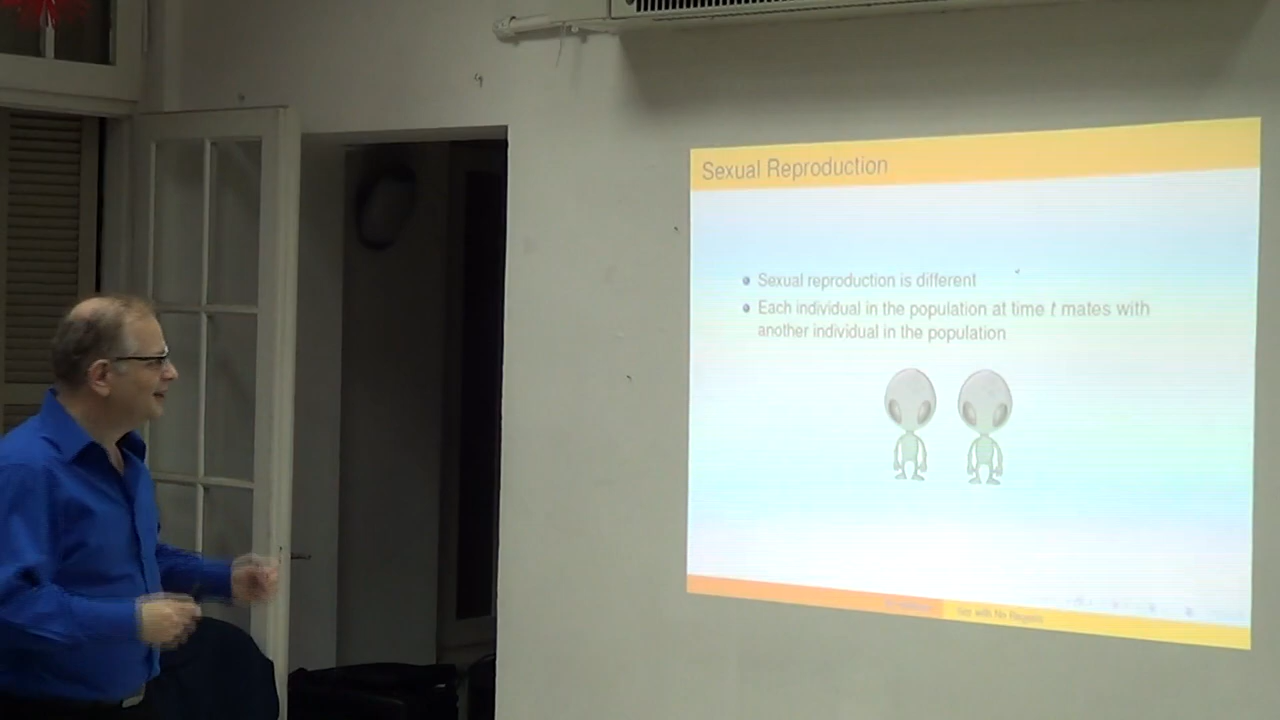 Sexual Reproduction
Sexual reproduction is different
Each individual in the population at time t mates with
another individual in the population
with No Regrets